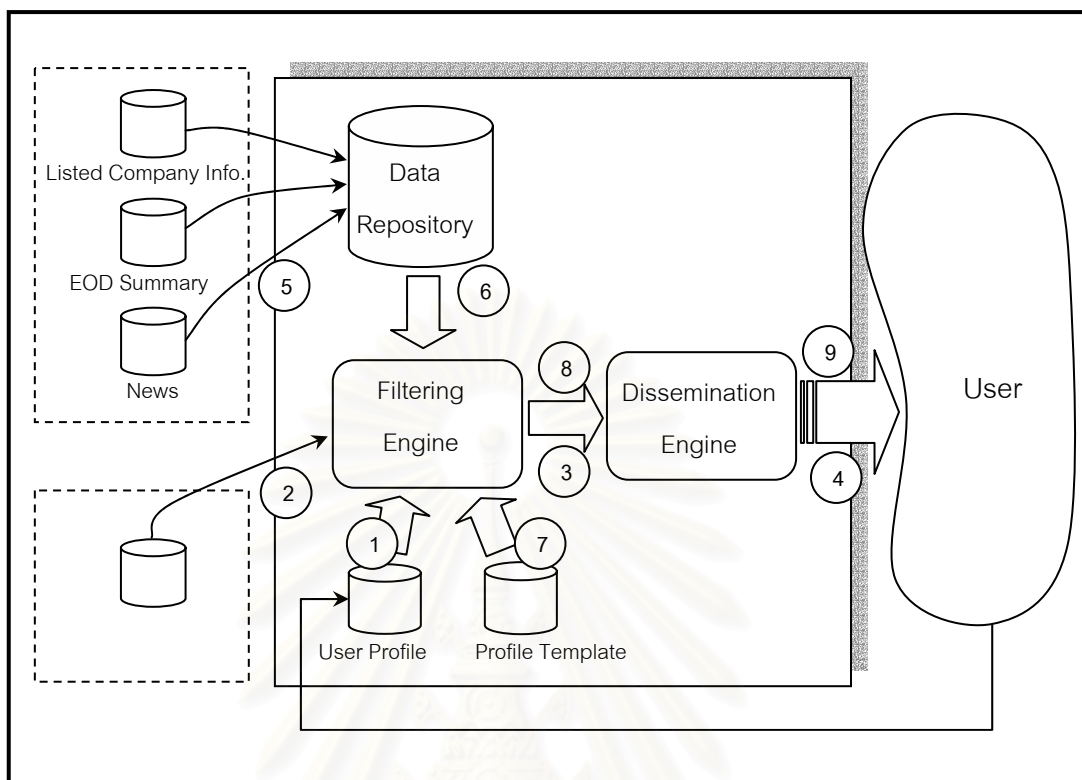 Listed Company Info.
EOD Summary
News
Data
Repository
5
6
Filtering
Engine
8
3
Dissemination
Engine
9
4
User
2
1
7
User Profile
Profile Template